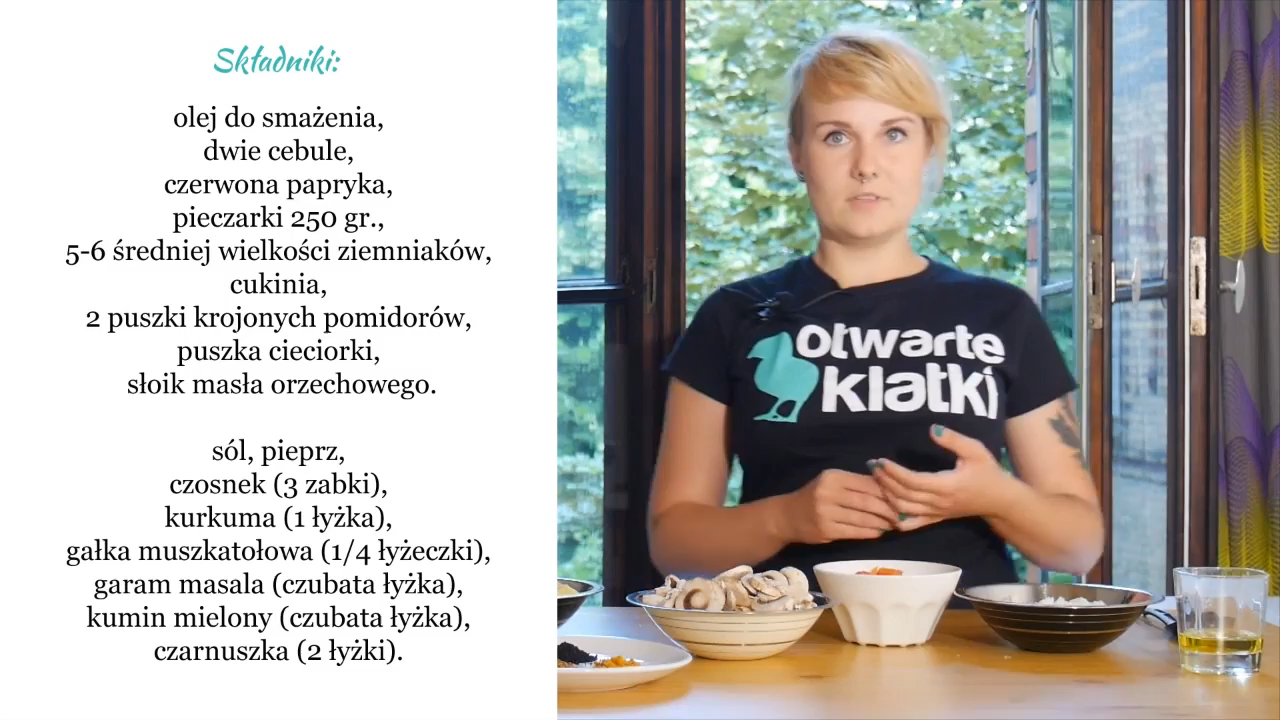 Składniki:
olej do smażenia,
dwie cebule,
czerwona papryka,
pieczarki 250 gr.,
5-6 średniej wielkości ziemniaków,
cukinia,
2 puszki krojonych pomidorów,
puszka cieciorki,
słoik masła orzechowego.
sól, pieprz,
czosnek (3 zabki),
kurkuma (1 łyżka),
gałka muszkatołowa (1/4 łyżeczki),
garam masala (czubata łyżka),
kumin mielony (czubata łyżka),
czarnuszka (2 łyżki).
otwarte
klatki